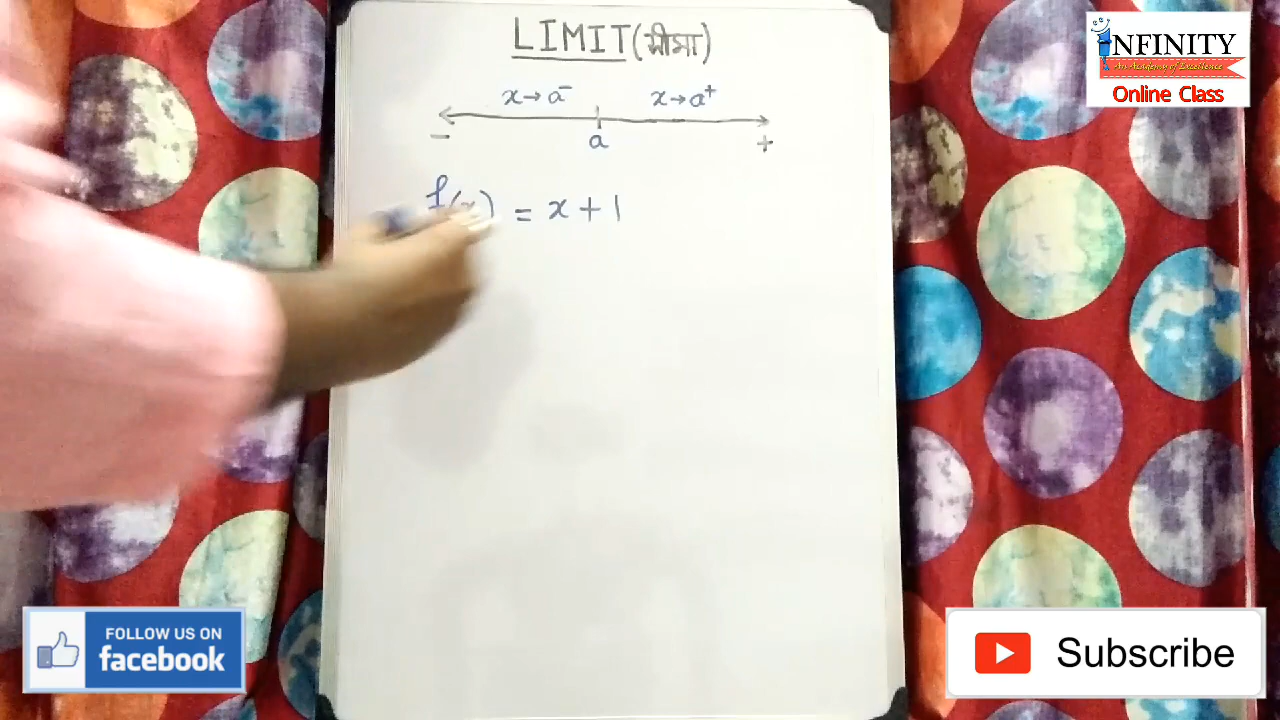 LIMIT (সীমা)
x→a⁻ x→a⁺
− a +
f(x) = x + 1
INFINITY
An Academy of Excellence
Online Class
FOLLOW US ON
facebook
Subscribe